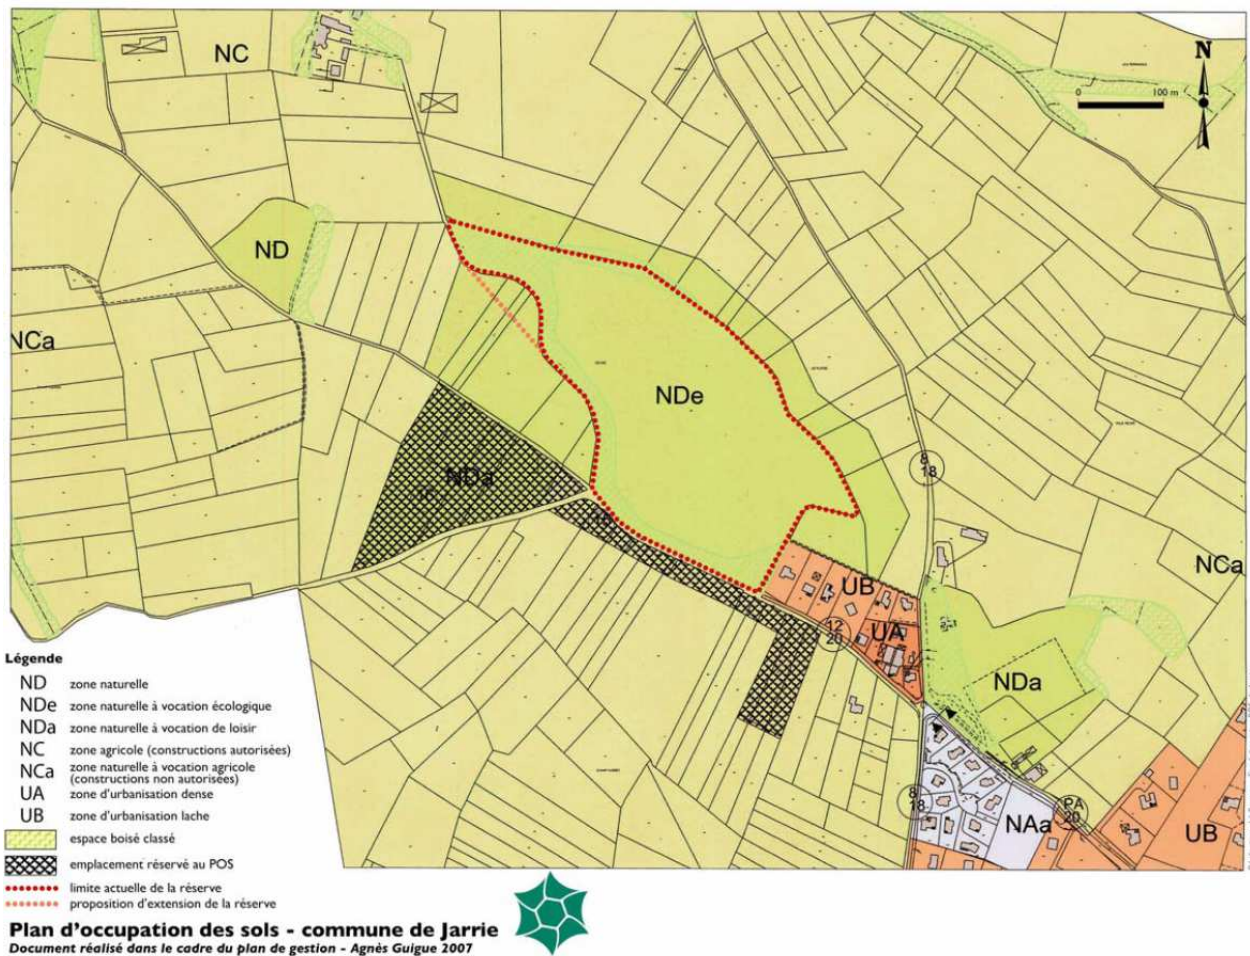 NC
N
0 100 m
ND
NCa
NDe
NDa
8
18
NCa
UB
UA
12
20
NDa
8
18
NAa
PA
20
UB
Légende
ND zone naturelle
NDe zone naturelle à vocation écologique
NDa zone naturelle à vocation de loisir
NC zone agricole (constructions autorisées)
NCa zone naturelle à vocation agricole
(constructions non autorisées)
UA zone d'urbanisation dense
UB zone d'urbanisation lache
espace boisé classé
emplacement réservé au POS
limite actuelle de la réserve
proposition d'extension de la réserve
Plan d'occupation des sols - commune de Jarrie
Document réalisé dans le cadre du plan de gestion - Agnès Guigue 2007